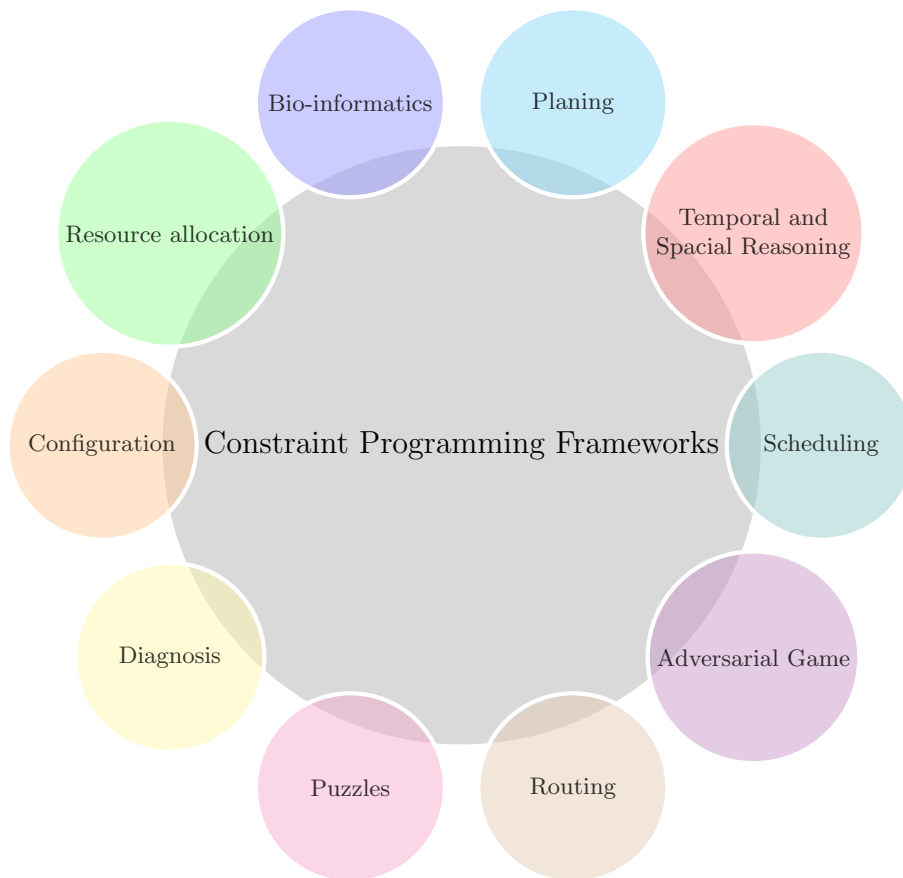 Bio-informatics
Planing
Temporal and
Spacial Reasoning
Resource allocation
Configuration
Constraint Programming Frameworks
Scheduling
Diagnosis
Adversarial Game
Puzzles
Routing